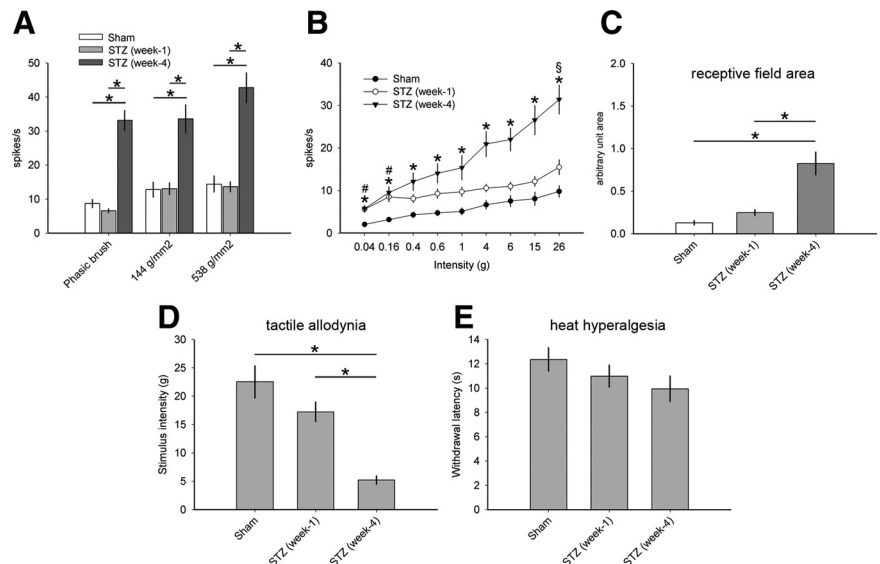 A
Sham
STZ (week-1)
STZ (week-4)
*
*
*
*
*
*
50
40
30
20
10
0
spikes/s
Phasic brush
144 g/mm2
538 g/mm2
B
Sham
STZ (week-1)
STZ (week-4)
50
40
30
20
10
0
spikes/s
#
*
#
*
*
*
*
*
*
*
§
*
0.04 0.16 0.4 0.6 1 4 6 15 26
Intensity (g)
C
receptive field area
2.0
1.5
1.0
0.5
0.0
arbitrary unit area
*
*
Sham
STZ (week-1)
STZ (week-4)
D
tactile allodynia
30
25
20
15
10
5
0
Stimulus intensity (g)
*
*
Sham
STZ (week-1)
STZ (week-4)
E
heat hyperalgesia
14
12
10
8
6
4
2
0
Withdrawal latency (s)
Sham
STZ (week-1)
STZ (week-4)